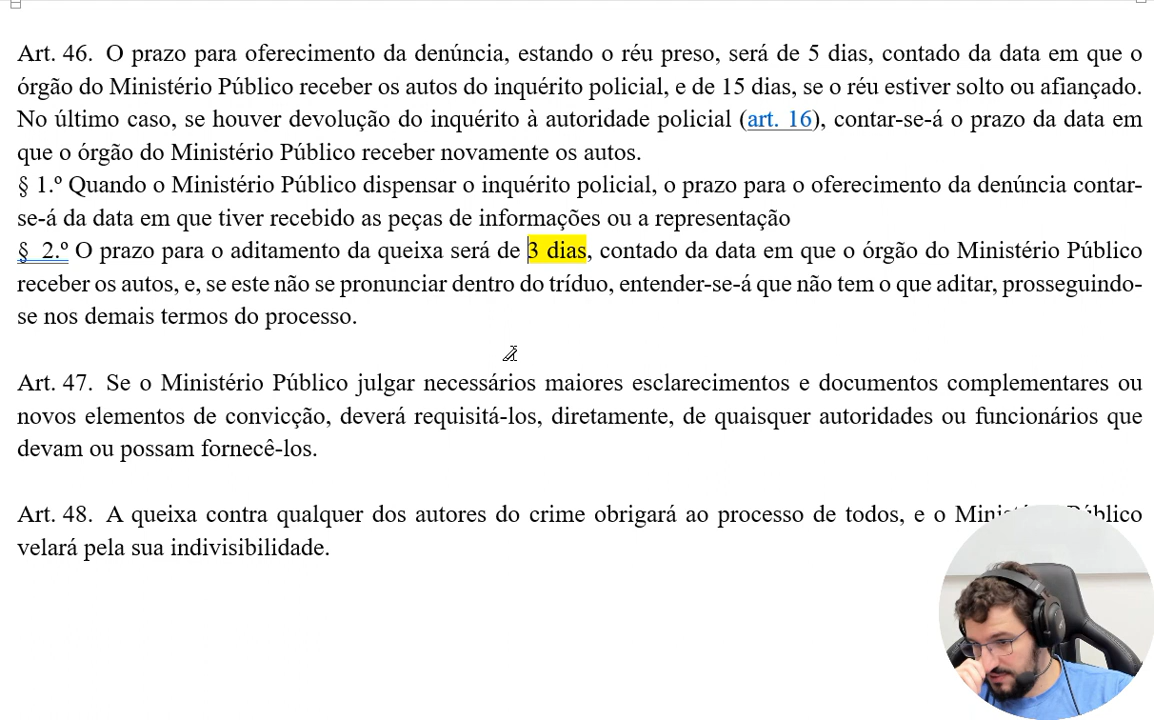 Art. 46. O prazo para oferecimento da denúncia, estando o réu preso, será de 5 dias, contado da data em que o
órgão do Ministério Público receber os autos do inquérito policial, e de 15 dias, se o réu estiver solto ou afiançado.
No último caso, se houver devolução do inquérito à autoridade policial (art. 16), contar-se-á o prazo da data em
que o órgão do Ministério Público receber novamente os autos.
§ 1.º Quando o Ministério Público dispensar o inquérito policial, o prazo para o oferecimento da denúncia contar-
se-á da data em que tiver recebido as peças de informações ou a representação
§ 2.º O prazo para o aditamento da queixa será de 3 dias, contado da data em que o órgão do Ministério Público
receber os autos, e, se este não se pronunciar dentro do tríduo, entender-se-á que não tem o que aditar, prosseguindo-
se nos demais termos do processo.
Art. 47. Se o Ministério Público julgar necessários maiores esclarecimentos e documentos complementares ou
novos elementos de convicção, deverá requisitá-los, diretamente, de quaisquer autoridades ou funcionários que
devam ou possam fornecê-los.
Art. 48. A queixa contra qualquer dos autores do crime obrigará ao processo de todos, e o Ministério Público
velará pela sua indivisibilidade.